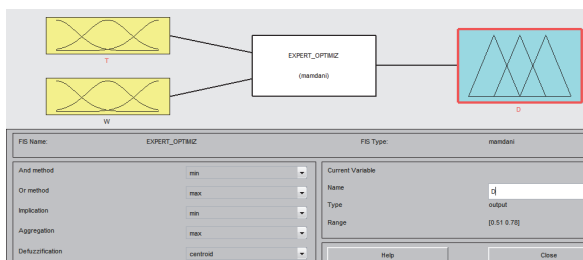 T
EXPERT_OPTIMIZ
(mamdani)
W
D
FIS Name: EXPERT_OPTIMIZ FIS Type: mamdani
And method min
Or method max
Implication min
Aggregation max
Defuzzification centroid
Current Variable
Name D
Type output
Range [0.51 0.78]
Help Close